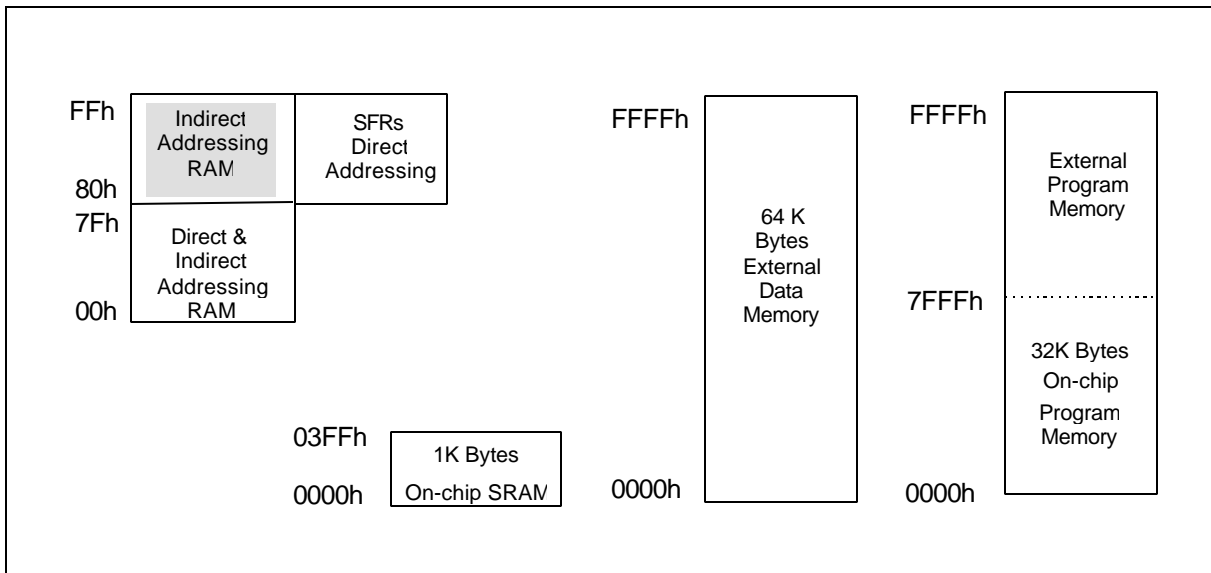 FFh
Indirect
Addressing
RAM
80h
SFRs
Direct
Addressing
7Fh
Direct &
Indirect
Addressing
RAM
00h
03FFh
1K Bytes
On-chip SRAM
0000h
FFFFh
64 K
Bytes
External
Data
Memory
0000h
FFFFh
External
Program
Memory
7FFFh
32K Bytes
On-chip
Program
Memory
0000h